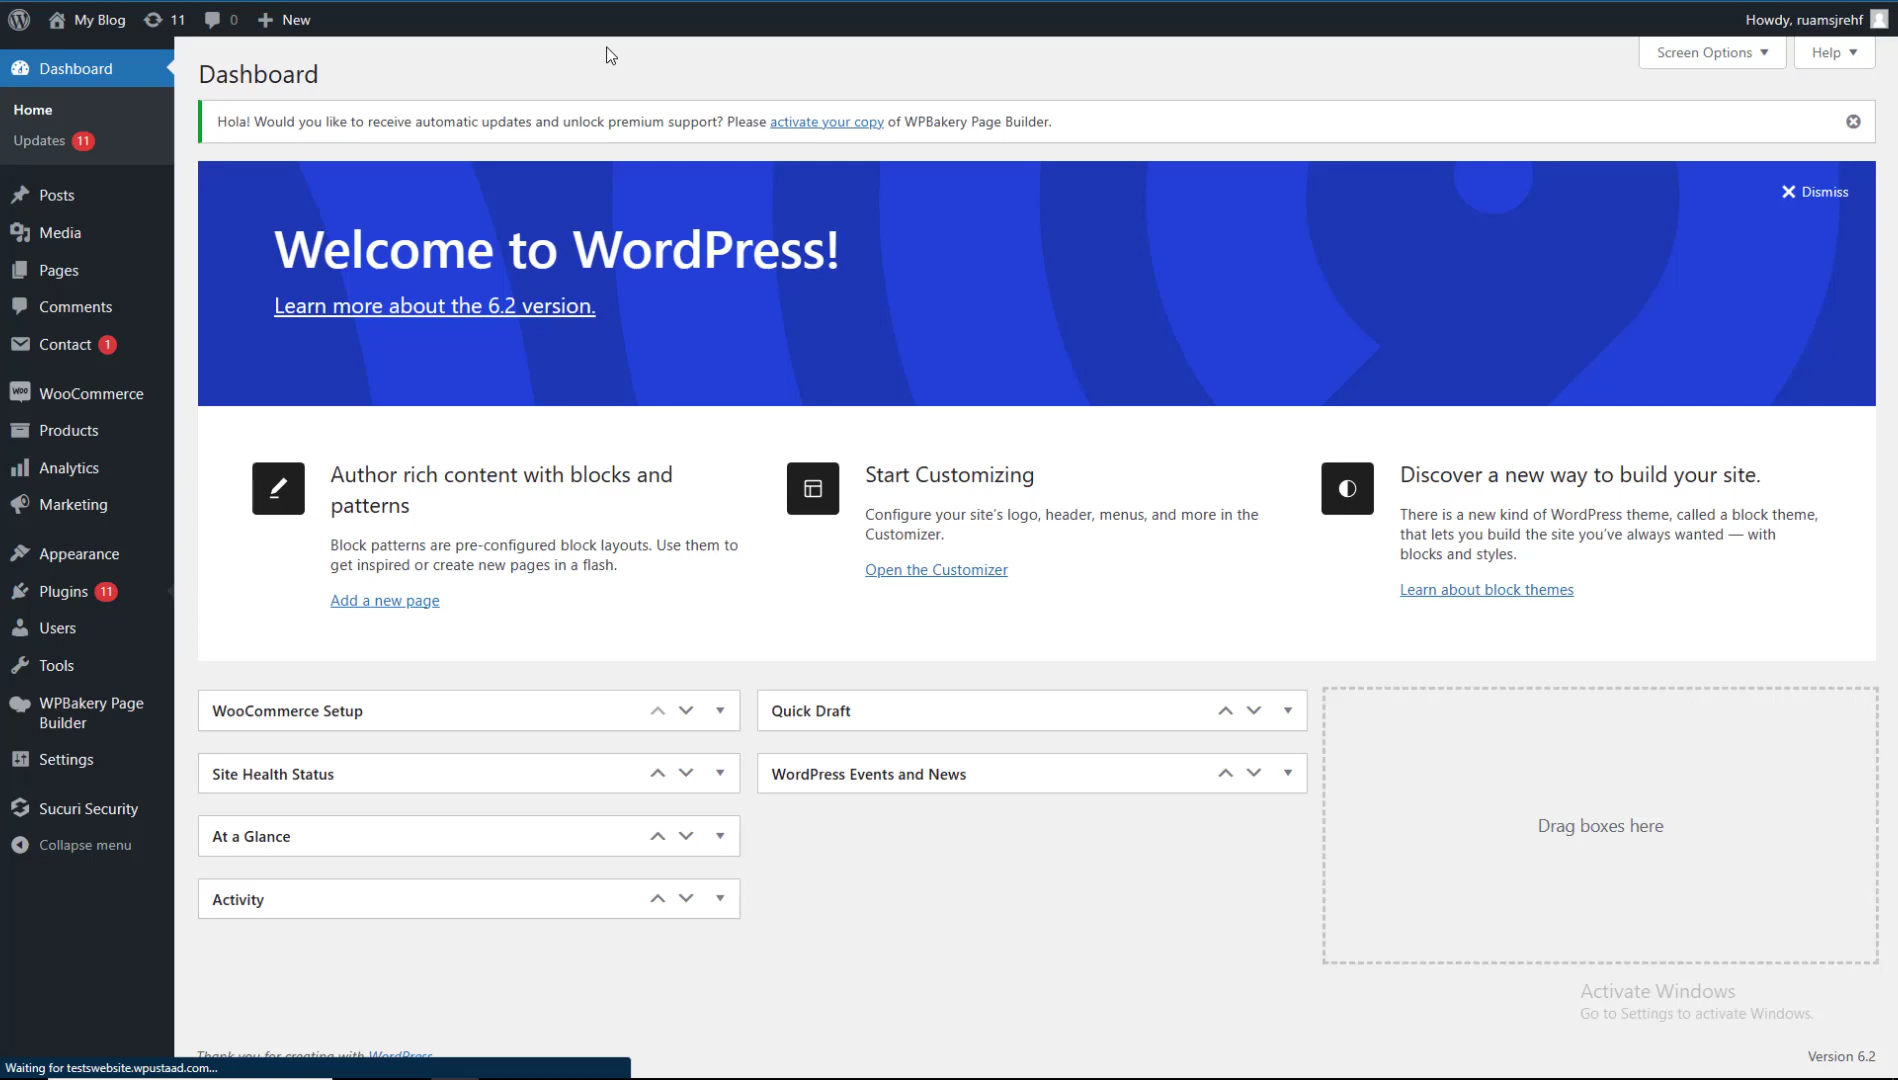 My Blog 11 0 New Howdy, ruamsjrehf
Screen Options Help
Dashboard
Home
Updates 11
Posts
Media
Pages
Comments
Contact 1
WOO WooCommerce
Products
Analytics
Marketing
Appearance
Plugins 11
Users
Tools
WPBakery Page
Builder
Settings
Sucuri Security
Collapse menu
Dashboard
Hola! Would you like to receive automatic updates and unlock premium support? Please activate your copy of WPBakery Page Builder.
Dismiss
Welcome to WordPress!
Learn more about the 6.2 version.
Author rich content with blocks and
patterns
Block patterns are pre-configured block layouts. Use them to
get inspired or create new pages in a flash.
Add a new page
Start Customizing
Configure your site's logo, header, menus, and more in the
Customizer.
Open the Customizer
Discover a new way to build your site.
There is a new kind of WordPress theme, called a block theme,
that lets you build the site you've always wanted — with
blocks and styles.
Learn about block themes
WooCommerce Setup
Site Health Status
At a Glance
Activity
Quick Draft
WordPress Events and News
Drag boxes here
Activate Windows
Go to Settings to activate Windows.
Thank you for creating with WordPress
Version 6.2
Waiting for testswebsite.wpustaad.com...